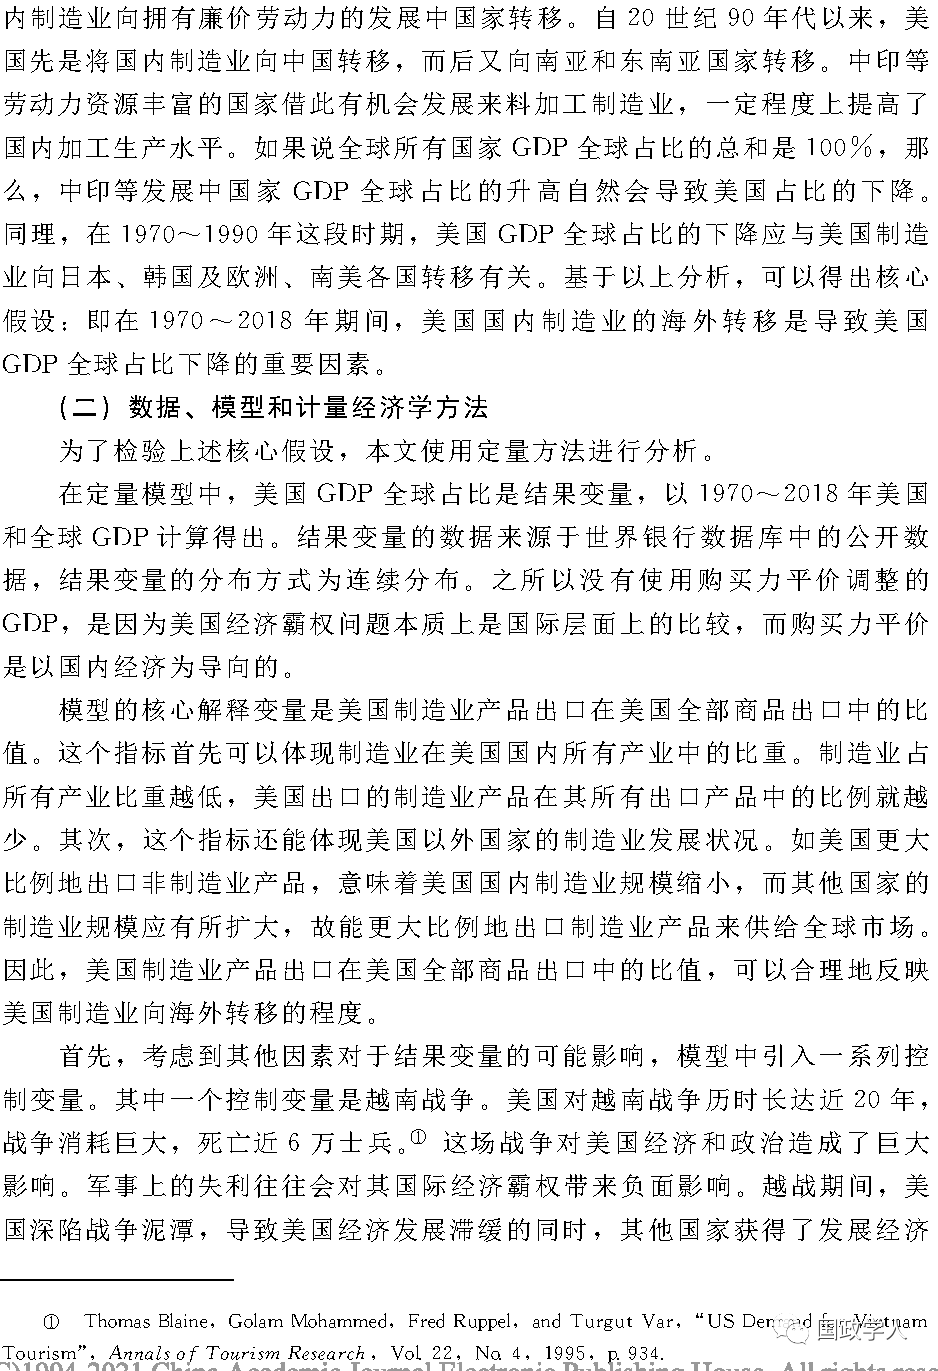 内制造业向拥有廉价劳动力的发展中国家转移。自 20 世纪 90 年代以来，美
国先是将国内制造业向中国转移，而后又向南亚和东南亚国家转移。中印等
劳动力资源丰富的国家借此有机会发展来料加工制造业，一定程度上提高了
国内加工生产水平。如果说全球所有国家 GDP 全球占比的总和是 100％，那
么，中印等发展中国家 GDP 全球占比的升高自然会导致美国占比的下降。
同理，在 1970～1990 年这段时期，美国 GDP 全球占比的下降应与美国制造
业向日本、韩国及欧洲、南美各国转移有关。基于以上分析，可以得出核心
假设：即在 1970～2018 年期间，美国国内制造业的海外转移是导致美国
GDP 全球占比下降的重要因素。
（二）数据、模型和计量经济学方法
为了检验上述核心假设，本文使用定量方法进行分析。
在定量模型中，美国 GDP 全球占比是结果变量，以 1970～2018 年美国
和全球 GDP 计算得出。结果变量的数据来源于世界银行数据库中的公开数
据，结果变量的分布方式为连续分布。之所以没有使用购买力平价调整的
GDP，是因为美国经济霸权问题本质上是国际层面上的比较，而购买力平价
是以国内经济为导向的。
模型的核心解释变量是美国制造业产品出口在美国全部商品出口中的比
值。这个指标首先可以体现制造业在美国国内所有产业中的比重。制造业占
所有产业比重越低，美国出口的制造业产品在其所有出口产品中的比例就越
少。其次，这个指标还能体现美国以外国家的制造业发展状况。如美国更大
比例地出口非制造业产品，意味着美国国内制造业规模缩小，而其他国家的
制造业规模应有所扩大，故能更大比例地出口制造业产品来供给全球市场。
因此，美国制造业产品出口在美国全部商品出口中的比值，可以合理地反映
美国制造业向海外转移的程度。
首先，考虑到其他因素对于结果变量的可能影响，模型中引入一系列控
制变量。其中一个控制变量是越南战争。美国对越南战争历时长达近 20 年，
战争消耗巨大，死亡近 6 万士兵。① 这场战争对美国经济和政治造成了巨大
影响。军事上的失利往往会对其国际经济霸权带来负面影响。越战期间，美
国深陷战争泥潭，导致美国经济发展滞缓的同时，其他国家获得了发展经济
① Thomas Blaine, Golam Mohammed, Fred Ruppel, and Turgut Var, “US Demand for Vietnam
Tourism”, Annals of Tourism Research, Vol. 22, No. 4, 1995, p. 934.
国政学人
(C)1994-2021 China Academic Journal Electronic Publishing House. All rights rese